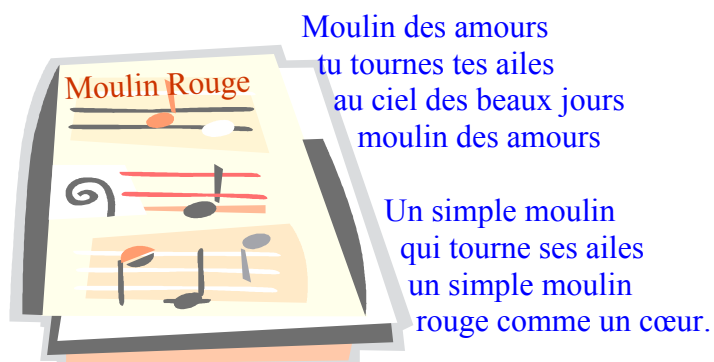 Moulin Rouge
Moulin des amours
tu tournes tes ailes
au ciel des beaux jours
moulin des amours
Un simple moulin
qui tourne ses ailes
un simple moulin
rouge comme un cœur.